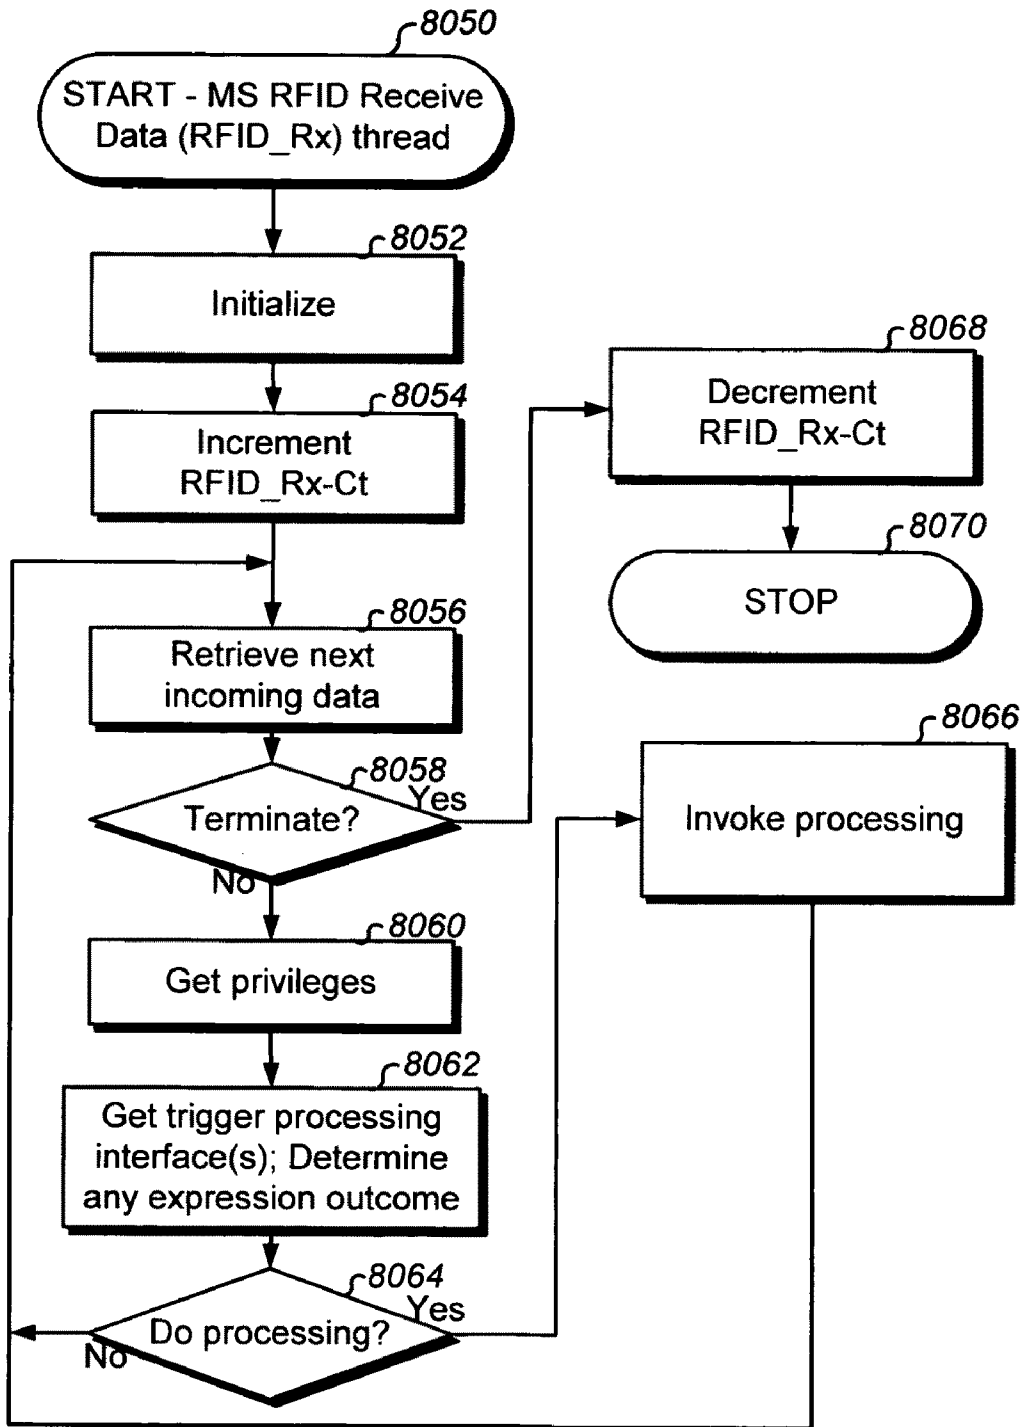 8050
START - MS RFID Receive
Data (RFID_Rx) thread
8052
Initialize
8054
Increment
RFID_Rx-Ct
8056
Retrieve next
incoming data
8058
Terminate?
Yes
No
8060
Get privileges
8062
Get trigger processing
interface(s); Determine
any expression outcome
8064
Do processing?
Yes
No
8066
Invoke processing
8068
Decrement
RFID_Rx-Ct
8070
STOP